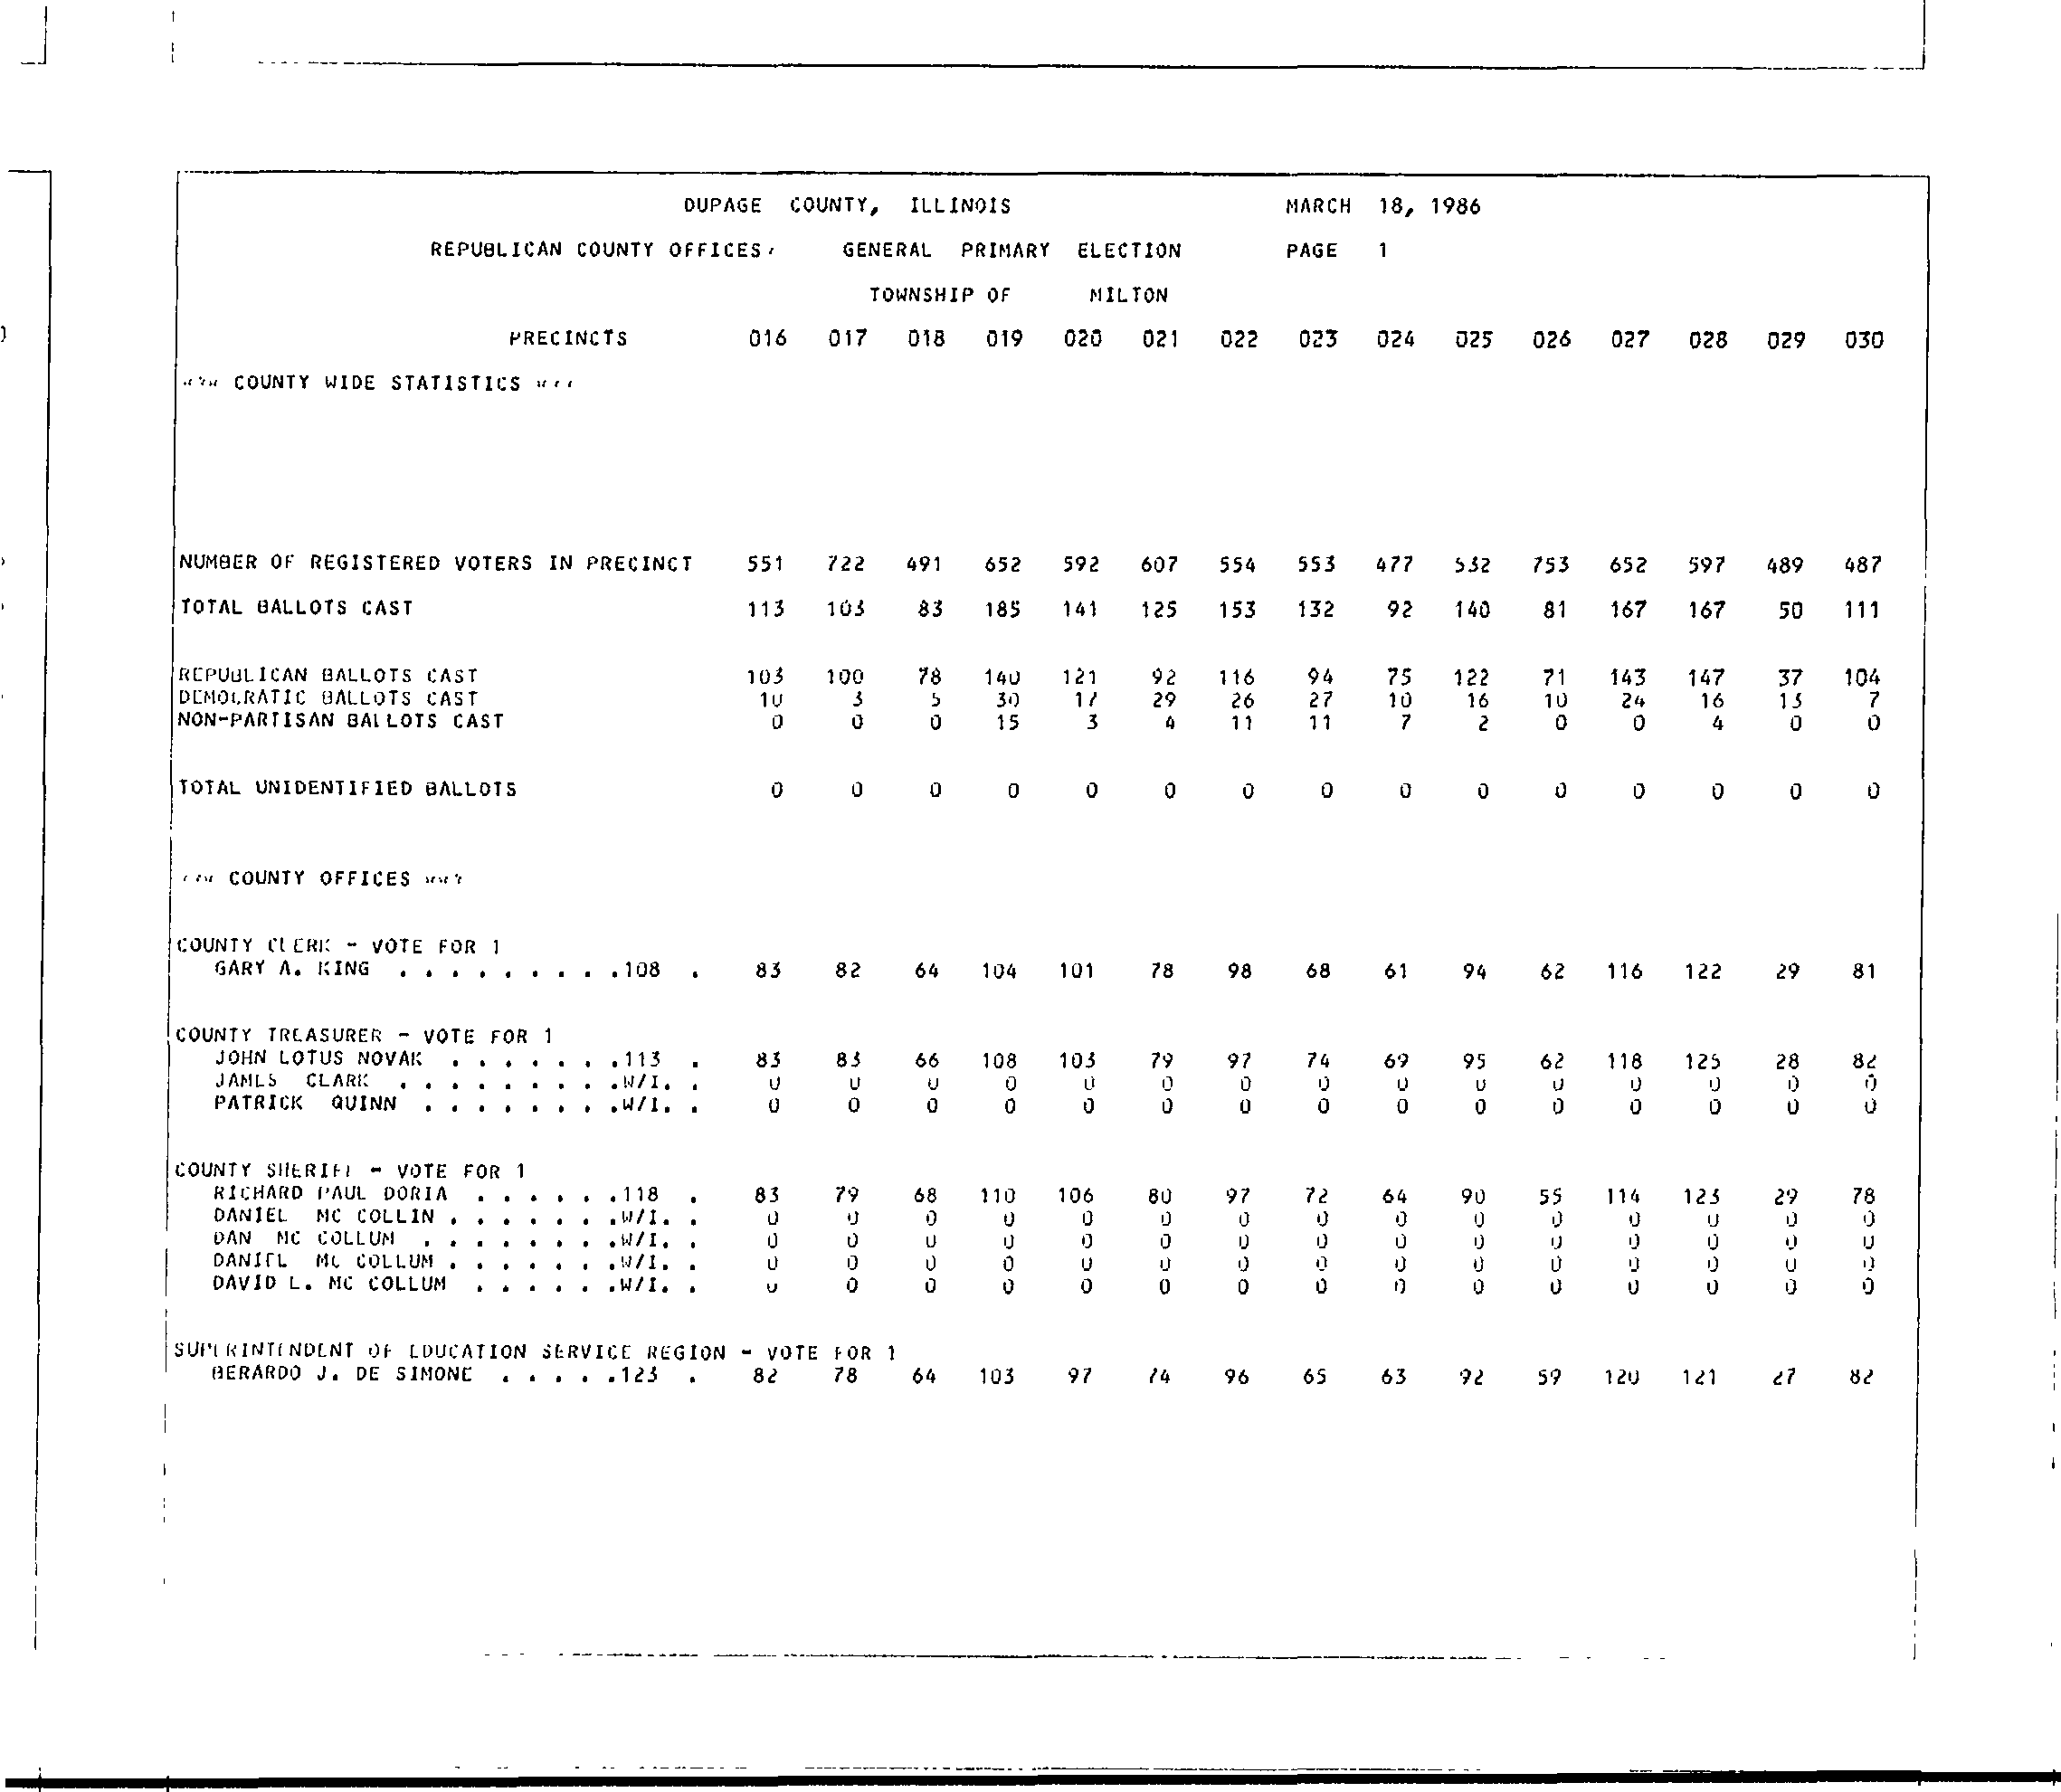 DUPAGE COUNTY, ILLINOIS MARCH 18, 1986
REPUBLICAN COUNTY OFFICES, GENERAL PRIMARY ELECTION PAGE 1
TOWNSHIP OF MILTON
PRECINCTS 016 017 018 019 020 021 022 023 024 025 026 027 028 029 030
*** COUNTY WIDE STATISTICS ***
NUMBER OF REGISTERED VOTERS IN PRECINCT 551 722 491 652 592 607 554 553 477 532 753 652 597 489 487
TOTAL BALLOTS CAST 113 103 83 185 141 125 153 132 92 140 81 167 167 50 111
REPUBLICAN BALLOTS CAST 103 100 78 140 121 92 116 94 75 122 71 143 147 37 104
DEMOCRATIC BALLOTS CAST 10 3 5 30 17 29 26 27 10 16 10 24 16 13 7
NON-PARTISAN BALLOTS CAST 0 0 0 15 3 4 11 11 7 2 0 0 4 0 0
TOTAL UNIDENTIFIED BALLOTS 0 0 0 0 0 0 0 0 0 0 0 0 0 0 0
*** COUNTY OFFICES ***
COUNTY CLERK - VOTE FOR 1
GARY A. KING . . . . . . . . .108 . 83 82 64 104 101 78 98 68 61 94 62 116 122 29 81
COUNTY TREASURER - VOTE FOR 1
JOHN LOTUS NOVAK . . . . . . .113 . 83 83 66 108 103 79 97 74 69 95 62 118 125 28 82
JAMES CLARK . . . . . . . . .W/I. . 0 0 0 0 0 0 0 0 0 0 0 0 0 0 0
PATRICK QUINN . . . . . . . .W/I. . 0 0 0 0 0 0 0 0 0 0 0 0 0 0 0
COUNTY SHERIFF - VOTE FOR 1
RICHARD PAUL DORIA . . . . . .118 . 83 79 68 110 106 80 97 72 64 90 55 114 123 29 78
DANIEL MC COLLIN . . . . . . .W/I. . 0 0 0 0 0 0 0 0 0 0 0 0 0 0 0
DAN MC COLLUM . . . . . . . .W/I. . 0 0 0 0 0 0 0 0 0 0 0 0 0 0 0
DANIEL MC COLLUM . . . . . . .W/I. . 0 0 0 0 0 0 0 0 0 0 0 0 0 0 0
DAVID L. MC COLLUM . . . . . .W/I. . 0 0 0 0 0 0 0 0 0 0 0 0 0 0 0
SUPERINTENDENT OF EDUCATION SERVICE REGION - VOTE FOR 1
BERARDO J. DE SIMONE . . . . .123 . 82 78 64 103 97 74 96 65 63 92 59 120 121 27 82